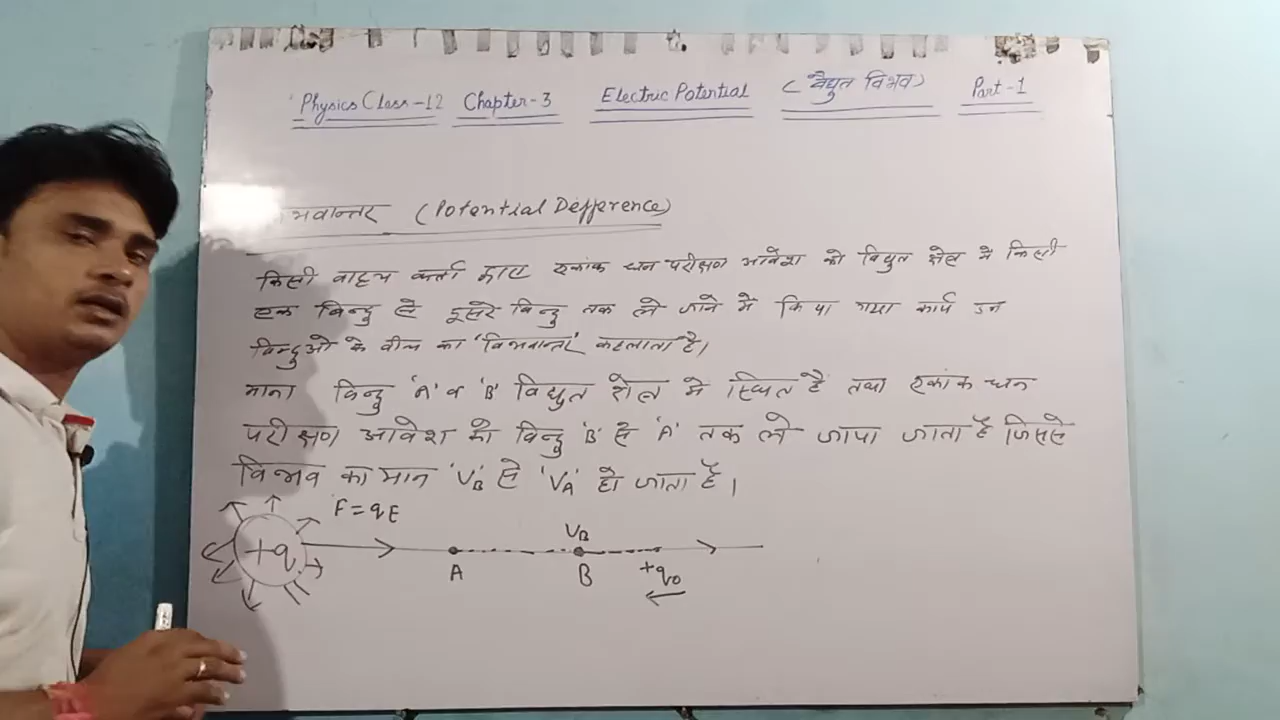 Physics Class-12 Chapter-3 Electric Potential (वैद्युत विभव) Part-1
भवान्तर (Potential Defference)
किसी वाह्य कर्त्ता द्वारा एकांक धन परीक्षण आवेश को विद्युत क्षेत्र मे किसी
एक बिन्दु से दूसरे बिन्दु तक ले जाने में किया गया कार्य उन
बिन्दुओ के बीच का 'विभवान्तर' कहलाता है।
माना बिन्दु 'A' व 'B' विद्युत क्षेत्र मे स्थित है तथा एकांक धन
परीक्षण आवेश को बिन्दु 'B' से 'A' तक ले जाया जाता है जिससे
विभव का मान 'VB' से 'VA' हो जाता है।
F = qE
+q VB
A B +q0